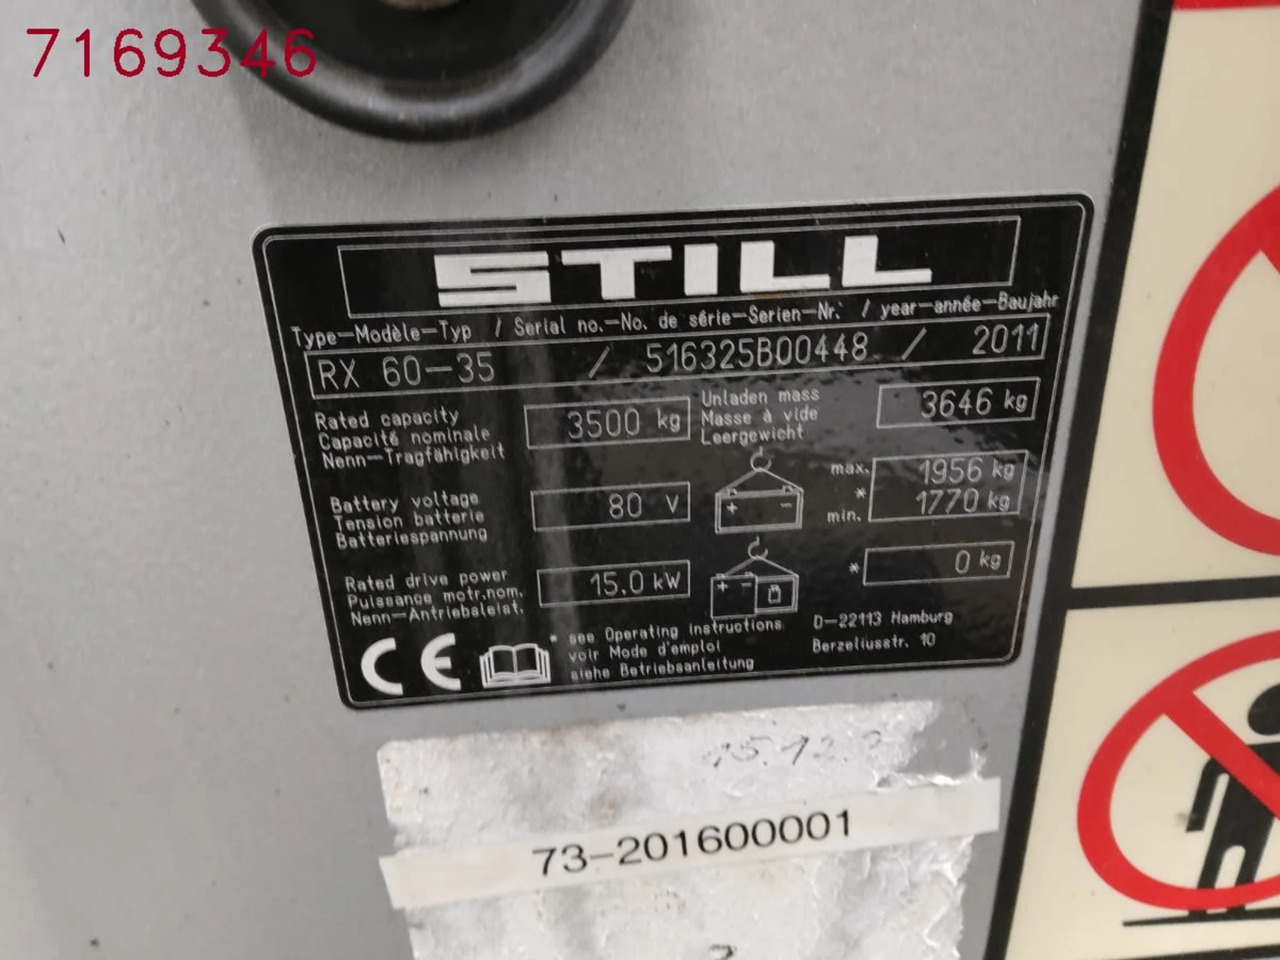 7169346
STILL
Type-Modèle-Typ / Serial no.-No. de série-Serien-Nr. / year-année-Baujahr
RX 60-35 / 516325B00448 / 2011
Rated capacity
Capacité nominale
Nenn-Tragfähigkeit
3500 kg
Unladen mass
Masse à vide
Leergewicht
3646 kg
Battery voltage
Tension batterie
Batteriespannung
80 V
+ -
max. 1956 kg
*
min. 1770 kg
Rated drive power
Puissance motr.nom.
Nenn-Antriebsleist.
15.0 kW
+ -
* 0 kg
CE
* see Operating instructions
voir Mode d'emploi
siehe Betriebsanleitung
D-22113 Hamburg
Berzeliusstr. 10
15.12.
73-201600001